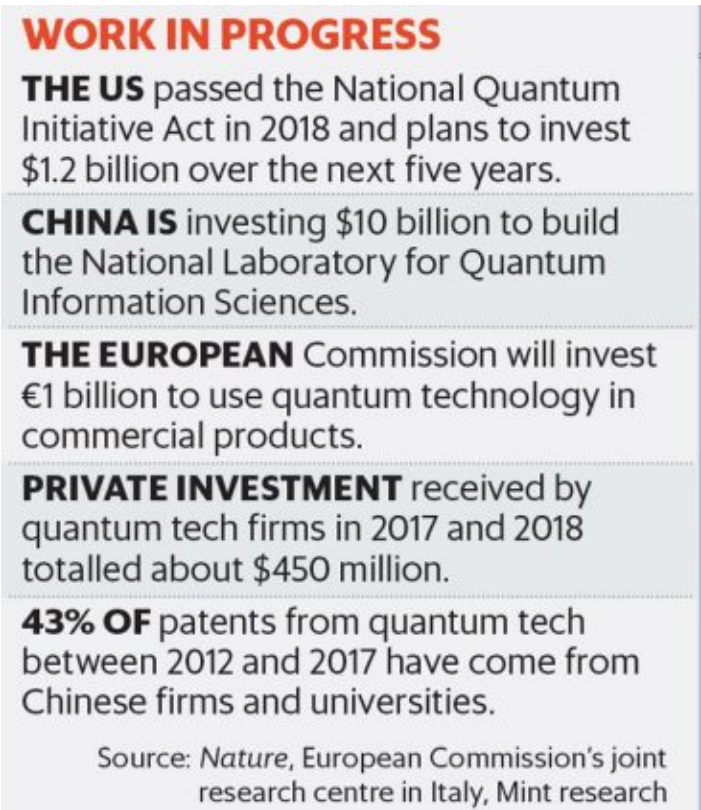 WORK IN PROGRESS
THE US passed the National Quantum
Initiative Act in 2018 and plans to invest
$1.2 billion over the next five years.
CHINA IS investing $10 billion to build
the National Laboratory for Quantum
Information Sciences.
THE EUROPEAN Commission will invest
€1 billion to use quantum technology in
commercial products.
PRIVATE INVESTMENT received by
quantum tech firms in 2017 and 2018
totalled about $450 million.
43% OF patents from quantum tech
between 2012 and 2017 have come from
Chinese firms and universities.
Source: Nature, European Commission's joint
research centre in Italy, Mint research